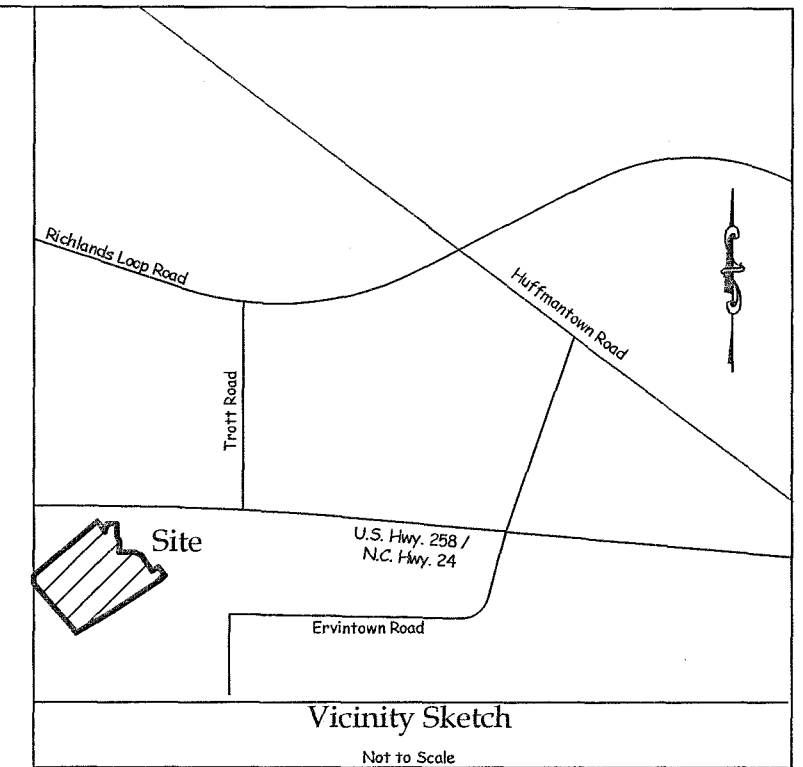 Richlands Loop Road
Huffmantown Road
Trott Road
Site
U.S. Hwy. 258 /
N.C. Hwy. 24
Ervintown Road
Vicinity Sketch
Not to Scale